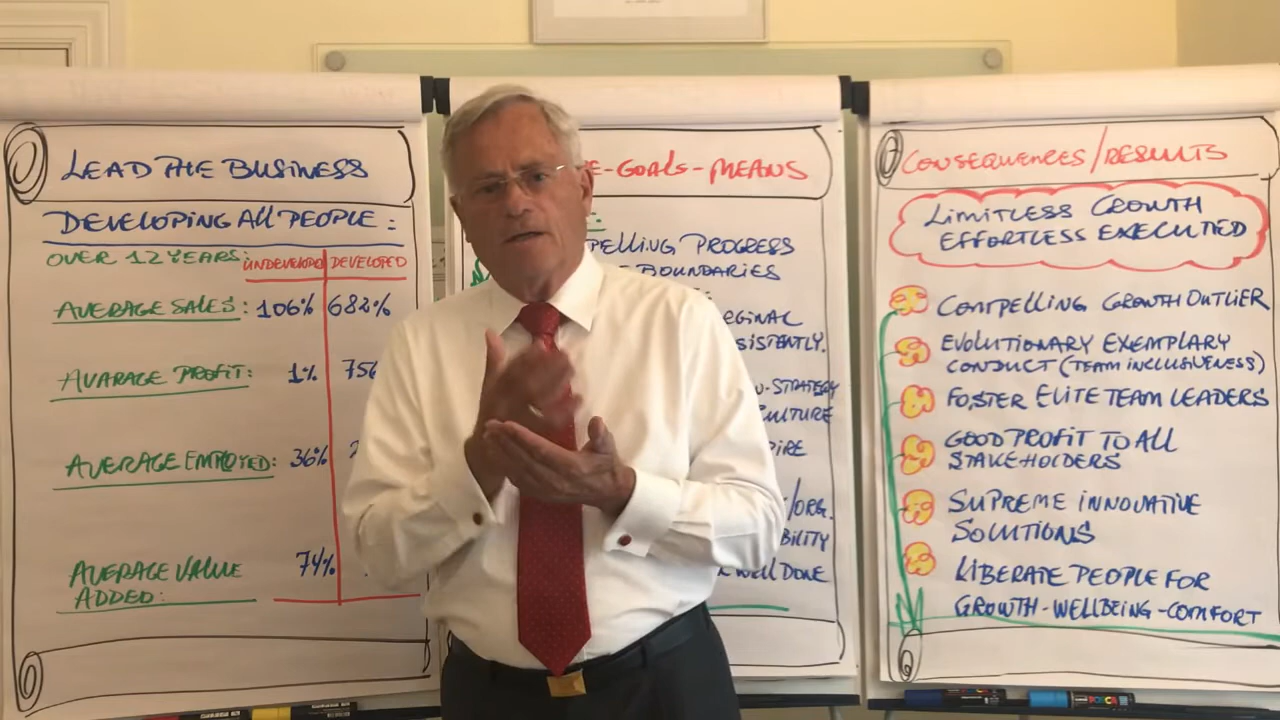 LEAD THE BUSINESS
DEVELOPING ALL PEOPLE:
OVER 12 YEARS:
UNDEVELOPED DEVELOPED
AVERAGE SALES: 106% 682%
AVARAGE PROFIT: 1% 756
AVERAGE EMPLOYED: 36%
AVERAGE VALUE 74%
ADDED:
E-GOALS-MEANS
PELLING PROGRESS
BOUNDARIES
EGINAL
SISTENTLY.
N-STRATEGY
CULTURE
PIRE
/ORG.
BILITY
WELL DONE
CONSEQUENCES/RESULTS
LIMITLESS GROWTH
EFFORTLESS EXECUTED
COMPELLING GROWTH OUTLIER
EVOLUTIONARY EXEMPLARY
CONDUCT (TEAM INCLUSIVENESS)
FOSTER ELITE TEAM LEADERS
GOOD PROFIT TO ALL
STAKEHOLDERS
SUPREME INNOVATIVE
SOLUTIONS
LIBERATE PEOPLE FOR
GROWTH-WELLBEING-COMFORT